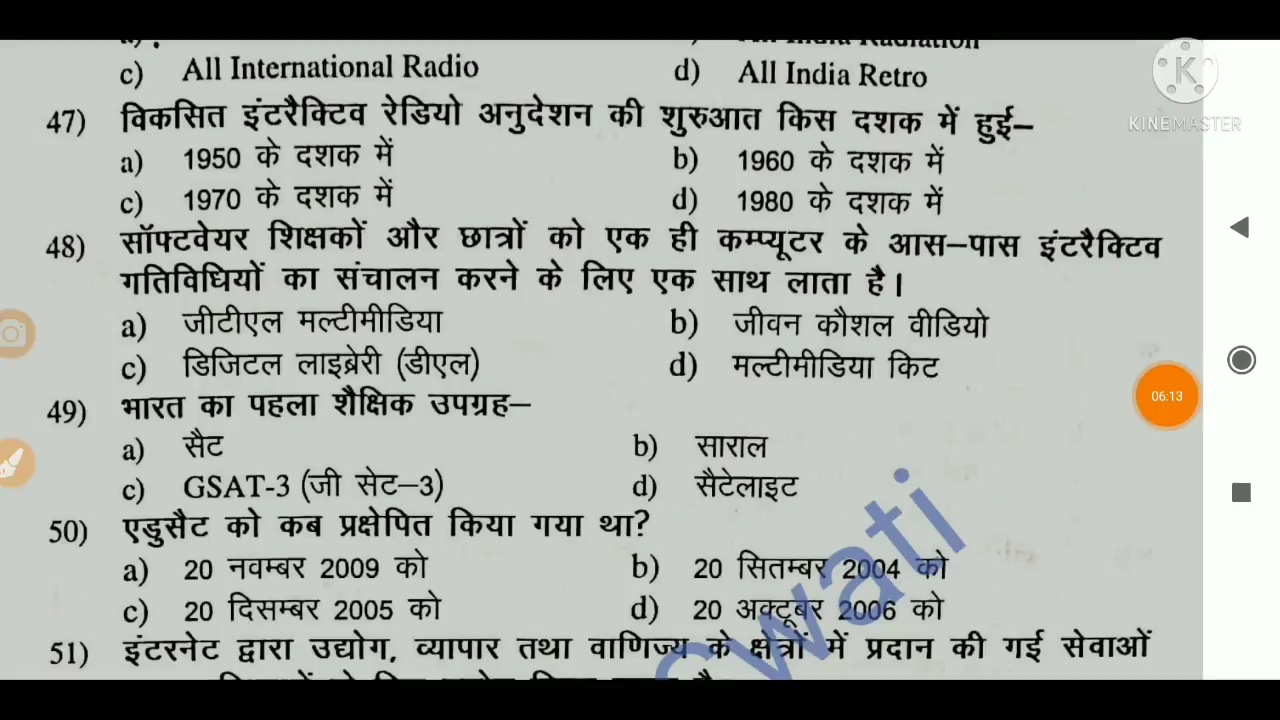 c) All International Radio d) All India Retro
KINEMASTER
47) विकसित इंटरैक्टिव रेडियो अनुदेशन की शुरुआत किस दशक में हुई–
a) 1950 के दशक में b) 1960 के दशक में
c) 1970 के दशक में d) 1980 के दशक में
48) सॉफ्टवेयर शिक्षकों और छात्रों को एक ही कम्प्यूटर के आस–पास इंटरैक्टिव
गतिविधियों का संचालन करने के लिए एक साथ लाता है।
a) जीटीएल मल्टीमीडिया b) जीवन कौशल वीडियो
c) डिजिटल लाइब्रेरी (डीएल) d) मल्टीमीडिया किट
49) भारत का पहला शैक्षिक उपग्रह–
06:13
a) सैट b) साराल
c) GSAT-3 (जी सेट–3) d) सैटेलाइट
50) एडुसैट को कब प्रक्षेपित किया गया था?
a) 20 नवम्बर 2009 को b) 20 सितम्बर 2004 को
c) 20 दिसम्बर 2005 को d) 20 अक्टूबर 2006 को
51) इंटरनेट द्वारा उद्योग, व्यापार तथा वाणिज्य के क्षेत्रों में प्रदान की गई सेवाओं